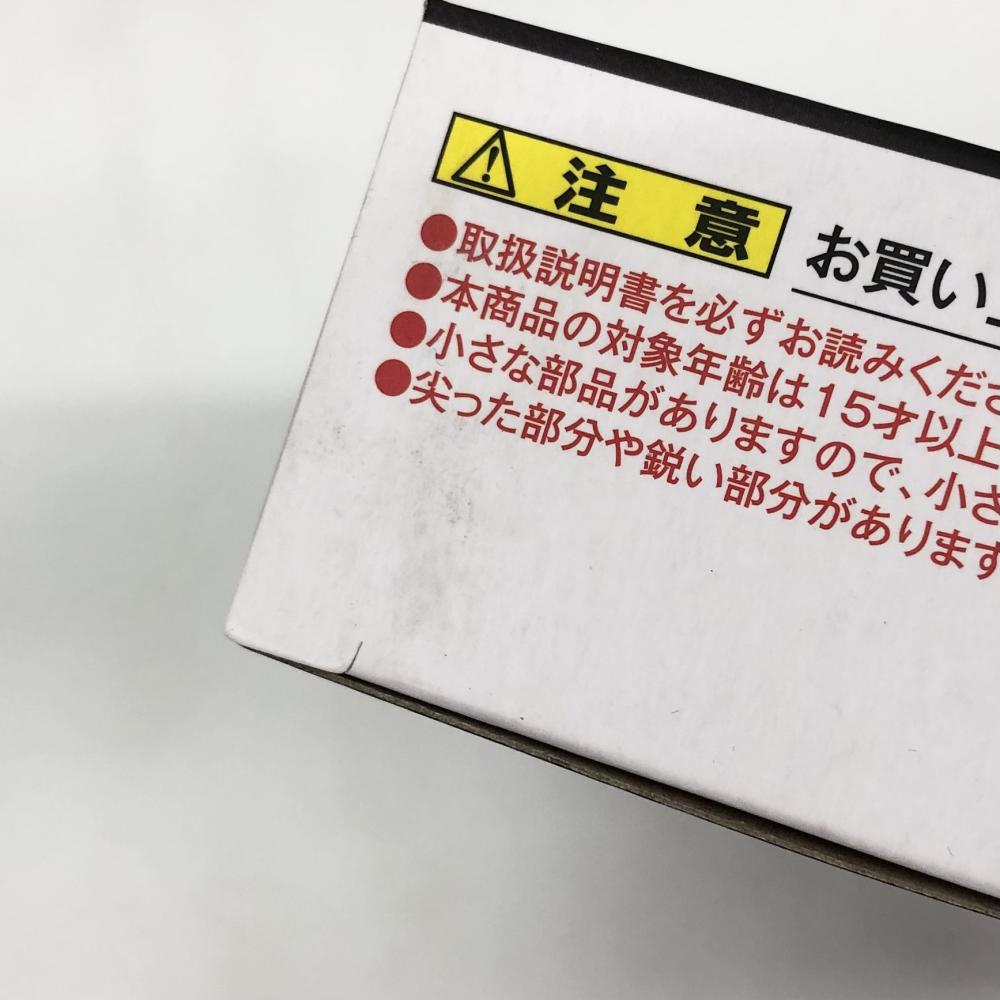 注意 お買い
取扱説明書を必ずお読みくださ
本商品の対象年齢は15才以上
小さな部品がありますので、小さ
尖った部分や鋭い部分があります